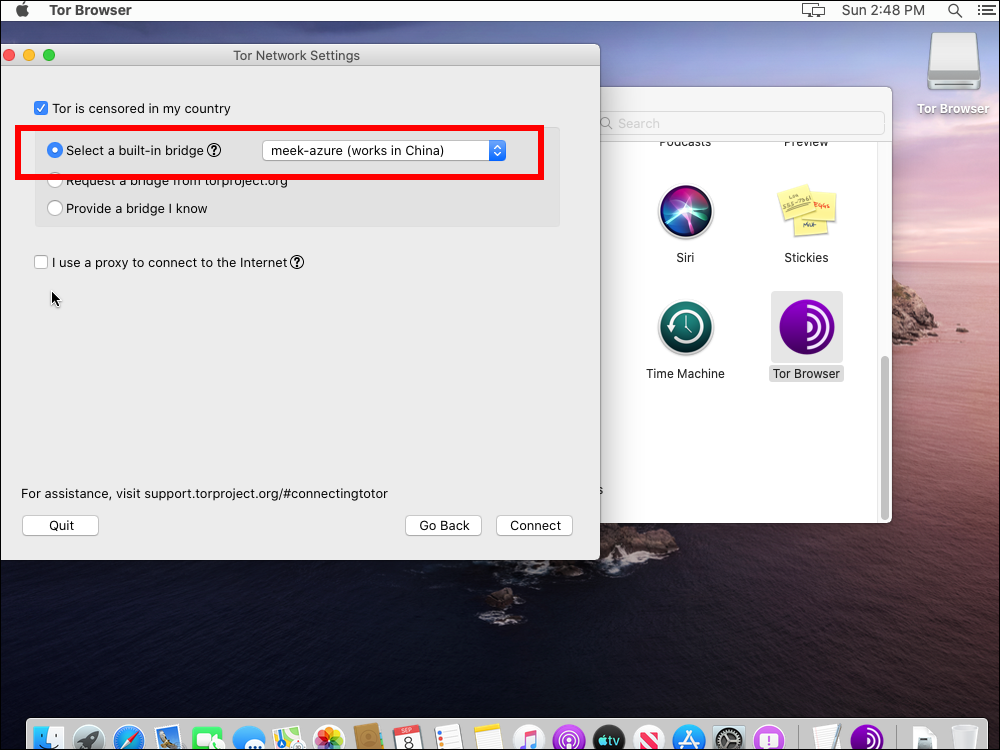 Tor Browser
Sun 2:48 PM
Tor Network Settings
Tor Browser
Tor is censored in my country
Search
Select a built-in bridge ?
meek-azure (works in China)
Podcasts
Preview
Request a bridge from torproject.org
Provide a bridge I know
EGGS
MILK
Siri
Stickies
I use a proxy to connect to the Internet ?
Time Machine
Tor Browser
For assistance, visit support.torproject.org/#connectingtotor
s
Quit
Go Back
Connect
SEP
8
tv